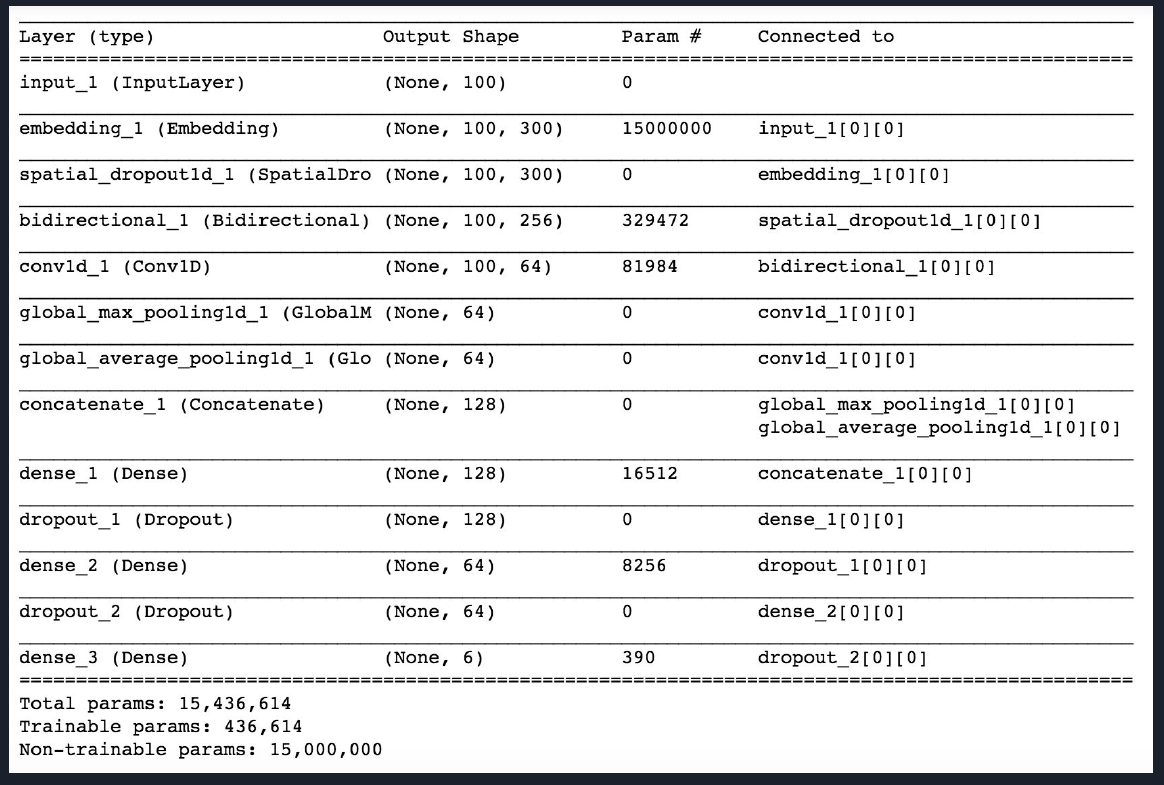 Layer (type) Output Shape Param # Connected to
input_1 (InputLayer) (None, 100) 0
embedding_1 (Embedding) (None, 100, 300) 15000000 input_1[0][0]
spatial_dropout1d_1 (SpatialDro (None, 100, 300) 0 embedding_1[0][0]
bidirectional_1 (Bidirectional) (None, 100, 256) 329472 spatial_dropout1d_1[0][0]
conv1d_1 (Conv1D) (None, 100, 64) 81984 bidirectional_1[0][0]
global_max_pooling1d_1 (GlobalM (None, 64) 0 conv1d_1[0][0]
global_average_pooling1d_1 (Glo (None, 64) 0 conv1d_1[0][0]
concatenate_1 (Concatenate) (None, 128) 0 global_max_pooling1d_1[0][0]
global_average_pooling1d_1[0][0]
dense_1 (Dense) (None, 128) 16512 concatenate_1[0][0]
dropout_1 (Dropout) (None, 128) 0 dense_1[0][0]
dense_2 (Dense) (None, 64) 8256 dropout_1[0][0]
dropout_2 (Dropout) (None, 64) 0 dense_2[0][0]
dense_3 (Dense) (None, 6) 390 dropout_2[0][0]
Total params: 15,436,614
Trainable params: 436,614
Non-trainable params: 15,000,000